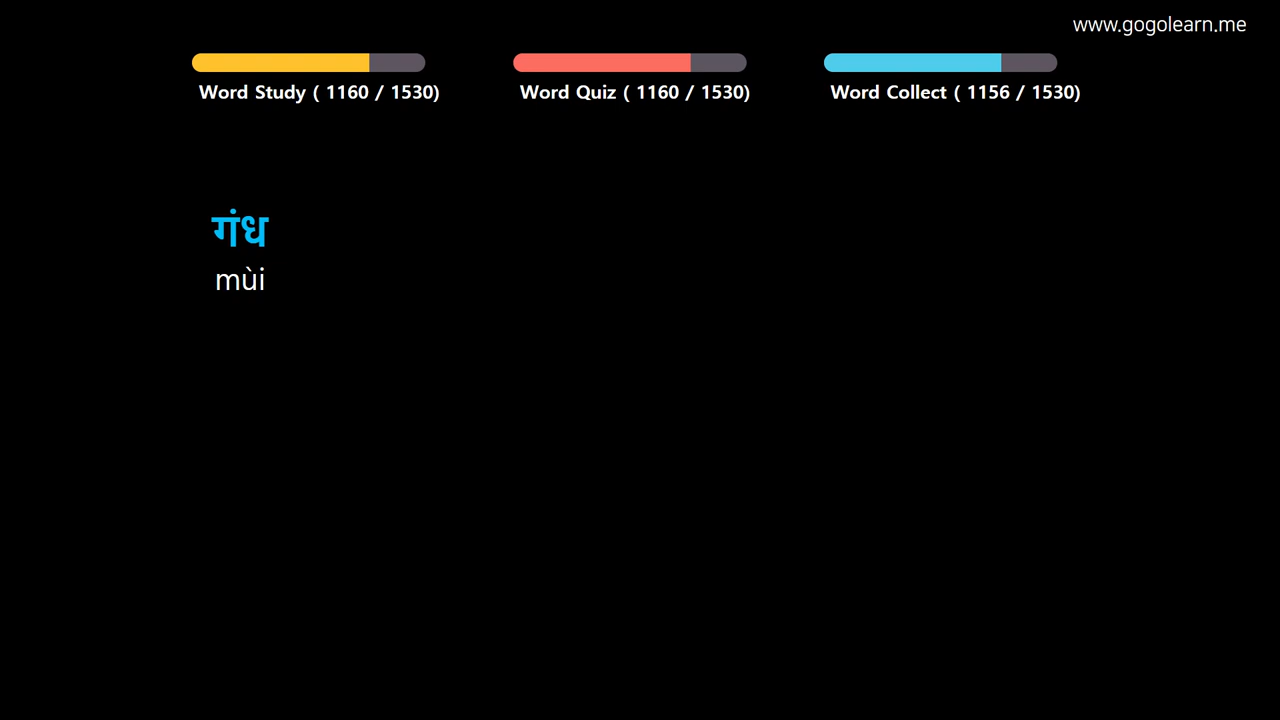 www.gogolearn.me
Word Study ( 1160 / 1530)
Word Quiz ( 1160 / 1530)
Word Collect ( 1156 / 1530)
गंध
mùi